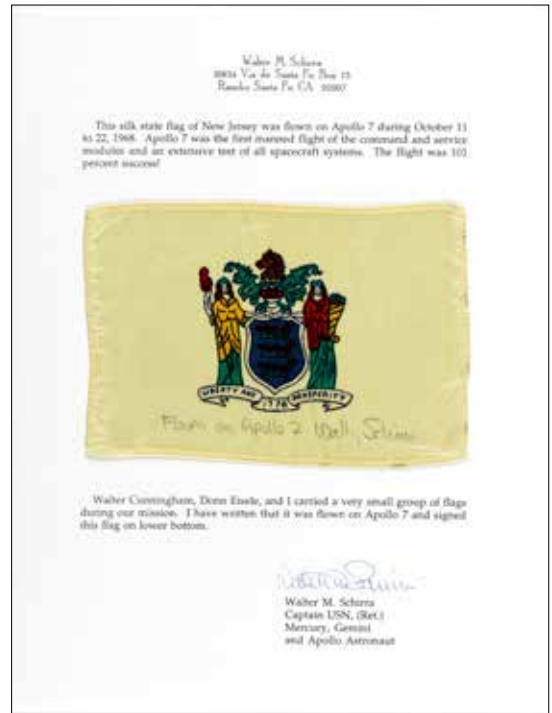 Walter M. Schirra
Via de Santa Fe Box
Rancho Santa Fe CA
This silk state flag of New Jersey was flown on Apollo 7 during October 11
to 22, 1968. Apollo 7 was the first manned flight of the command and service
modules and an extensive test of all spacecraft systems. The flight was 101
percent success!
LIBERTY AND 1776 PROSPERITY
Flown on Apollo 7 Wally Schirra
Walter Cunningham, Donn Eisele, and I carried a very small group of flags
during our mission. I have written that it was flown on Apollo 7 and signed
this flag on lower bottom.
Walter M. Schirra
Captain USN, (Ret.)
Mercury, Gemini
and Apollo Astronaut